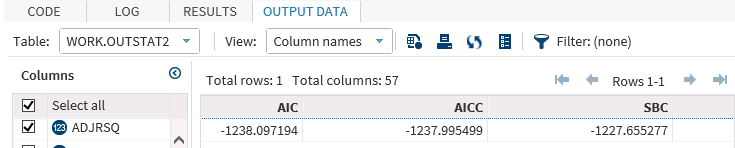 CODE LOG RESULTS OUTPUT DATA
Table: WORK.OUTSTAT2 View: Column names Filter: (none)
Columns Total rows: 1 Total columns: 57 Rows 1-1
Select all AIC AICC SBC
123 ADJRSQ -1238.097194 -1237.995499 -1227.655277